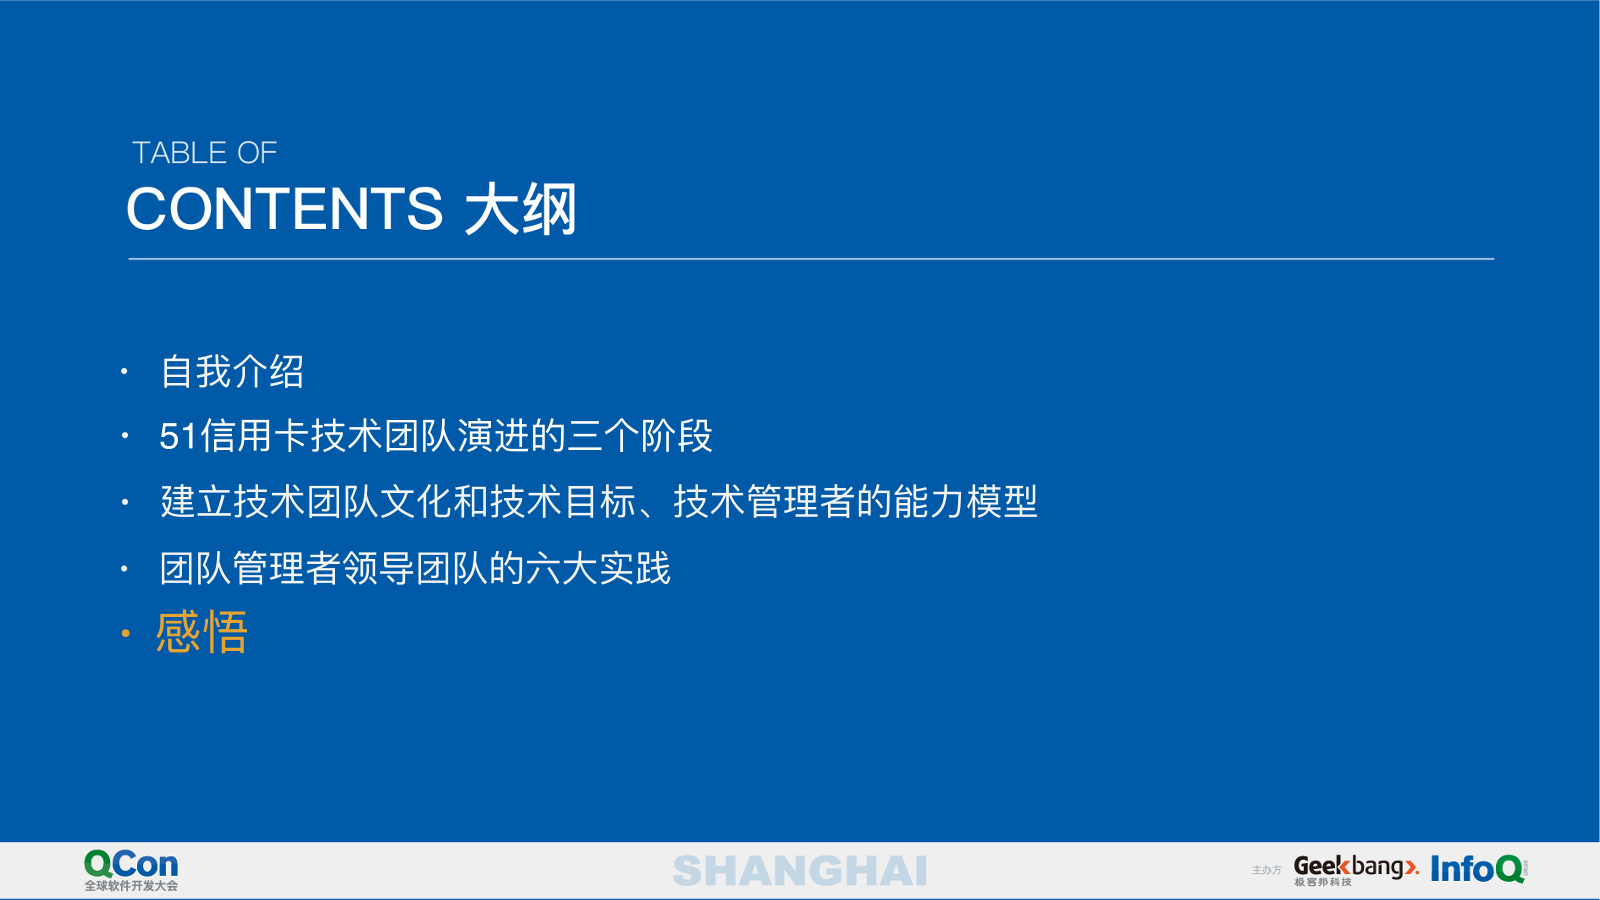 TABLE OF
CONTENTS 大纲
• 自我介绍
• 51信用卡技术团队演进的三个阶段
• 建立技术团队文化和技术目标、技术管理者的能力模型
• 团队管理者领导团队的六大实践
• 感悟
QCon
全球软件开发大会
SHANGHAI
主办方
Geekbang>.
极客邦科技
InfoQ